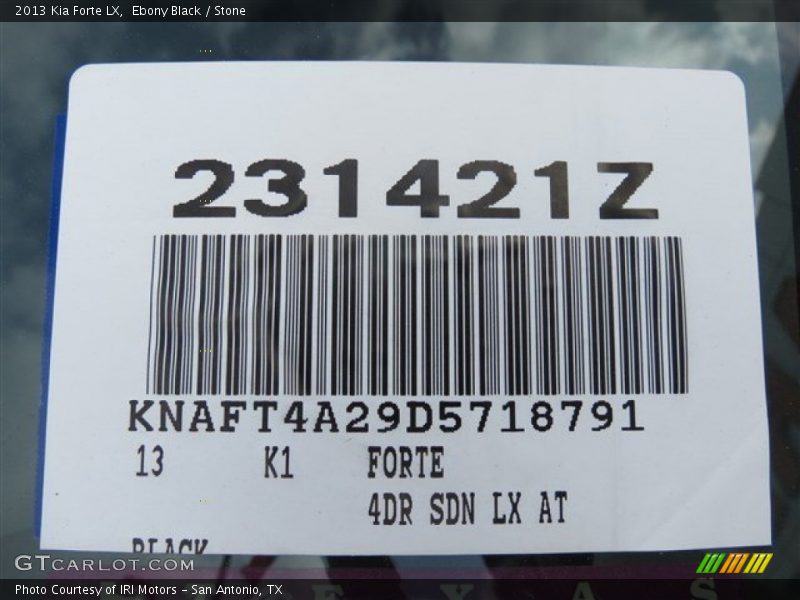 2013 Kia Forte LX,  Ebony Black / Stone
231421Z
KNAFT4A29D5718791
13 K1 FORTE
4DR SDN LX AT
BLACK
GTCARLOT.COM
Photo Courtesy of IRI Motors – San Antonio, TX